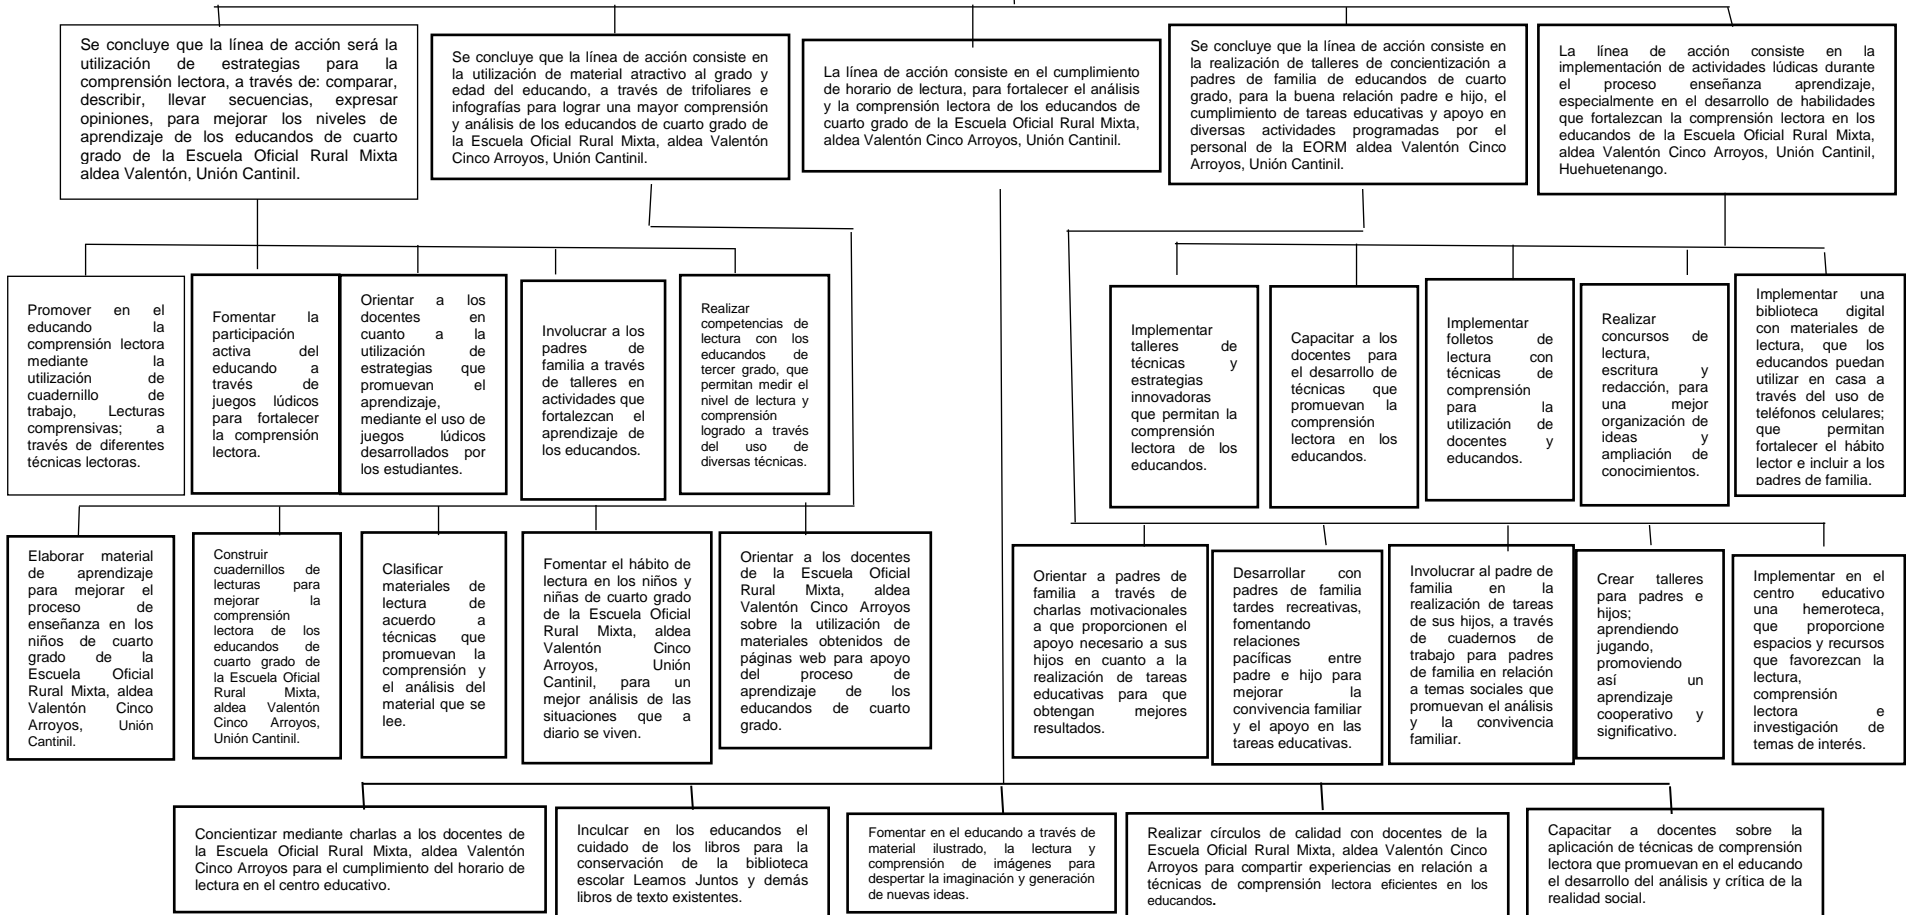 Se concluye que la línea de acción será la
utilización de estrategias para la
comprensión lectora, a través de: comparar,
describir, llevar secuencias, expresar
opiniones, para mejorar los niveles de
aprendizaje de los educandos de cuarto
grado de la Escuela Oficial Rural Mixta
aldea Valentón, Unión Cantinil.
Se concluye que la línea de acción consiste en
la utilización de material atractivo al grado y
edad del educando, a través de trifoliares e
infografías para lograr una mayor comprensión
y análisis de los educandos de cuarto grado de
la Escuela Oficial Rural Mixta, aldea Valentón
Cinco Arroyos, Unión Cantinil.
La línea de acción consiste en el cumplimiento
de horario de lectura, para fortalecer el análisis
y la comprensión lectora de los educandos de
cuarto grado de la Escuela Oficial Rural Mixta,
aldea Valentón Cinco Arroyos, Unión Cantinil.
Se concluye que la línea de acción consiste en
la realización de talleres de concientización a
padres de familia de educandos de cuarto
grado, para la buena relación padre e hijo, el
cumplimiento de tareas educativas y apoyo en
diversas actividades programadas por el
personal de la EORM aldea Valentón Cinco
Arroyos, Unión Cantinil.
La línea de acción consiste en la
implementación de actividades lúdicas durante
el proceso enseñanza aprendizaje,
especialmente en el desarrollo de habilidades
que fortalezcan la comprensión lectora en los
educandos de la Escuela Oficial Rural Mixta,
aldea Valentón Cinco Arroyos, Unión Cantinil,
Huehuetenango.
Promover en el
educando la
comprensión lectora
mediante la
utilización de
cuadernillo de
trabajo, Lecturas
comprensivas; a
través de diferentes
técnicas lectoras.
Fomentar la
participación
activa del
educando a
través de
juegos lúdicos
para fortalecer
la comprensión
lectora.
Orientar a los
docentes en
cuanto a la
utilización de
estrategias que
promuevan el
aprendizaje,
mediante el uso de
juegos lúdicos
desarrollados por
los estudiantes.
Involucrar a los
padres de
familia a través
de talleres en
actividades que
fortalezcan el
aprendizaje de
los educandos.
Realizar
competencias de
lectura con los
educandos de
tercer grado, que
permitan medir el
nivel de lectura y
comprensión
logrado a través
del uso de
diversas técnicas.
Implementar
talleres de
técnicas y
estrategias
innovadoras
que permitan la
comprensión
lectora de los
educandos.
Capacitar a los
docentes para
el desarrollo de
técnicas que
promuevan la
comprensión
lectora en los
educandos.
Implementar
folletos de
lectura con
técnicas de
comprensión
para la
utilización de
docentes y
educandos.
Realizar
concursos de
lectura,
escritura y
redacción, para
una mejor
organización de
ideas y
ampliación de
conocimientos.
Implementar una
biblioteca digital
con materiales de
lectura, que los
educandos puedan
utilizar en casa a
través del uso de
teléfonos celulares;
que permitan
fortalecer el hábito
lector e incluir a los
padres de familia.
Elaborar material
de aprendizaje
para mejorar el
proceso de
enseñanza en los
niños de cuarto
grado de la
Escuela Oficial
Rural Mixta, aldea
Valentón Cinco
Arroyos, Unión
Cantinil.
Construir
cuadernillos de
lecturas para
mejorar la
comprensión
lectora de los
educandos de
cuarto grado de
la Escuela Oficial
Rural Mixta,
aldea Valentón
Cinco Arroyos,
Unión Cantinil.
Clasificar
materiales de
lectura de
acuerdo a
técnicas que
promuevan la
comprensión y
el análisis del
material que se
lee.
Fomentar el hábito de
lectura en los niños y
niñas de cuarto grado
de la Escuela Oficial
Rural Mixta, aldea
Valentón Cinco
Arroyos, Unión
Cantinil, para un
mejor análisis de las
situaciones que a
diario se viven.
Orientar a los docentes
de la Escuela Oficial
Rural Mixta, aldea
Valentón Cinco Arroyos
sobre la utilización de
materiales obtenidos de
páginas web para apoyo
del proceso de
aprendizaje de los
educandos de cuarto
grado.
Orientar a padres de
familia a través de
charlas motivacionales
a que proporcionen el
apoyo necesario a sus
hijos en cuanto a la
realización de tareas
educativas para que
obtengan mejores
resultados.
Desarrollar con
padres de familia
tardes recreativas,
fomentando
relaciones
pacíficas entre
padre e hijo para
mejorar la
convivencia familiar
y el apoyo en las
tareas educativas.
Involucrar al padre de
familia en la
realización de tareas
de sus hijos, a través
de cuadernos de
trabajo para padres
de familia en relación
a temas sociales que
promuevan el análisis
y la convivencia
familiar.
Crear talleres
para padres e
hijos;
aprendiendo
jugando,
promoviendo
así un
aprendizaje
cooperativo y
significativo.
Implementar en el
centro educativo
una hemeroteca,
que proporcione
espacios y recursos
que favorezcan la
lectura,
comprensión
lectora e
investigación de
temas de interés.
Concientizar mediante charlas a los docentes de
la Escuela Oficial Rural Mixta, aldea Valentón
Cinco Arroyos para el cumplimiento del horario de
lectura en el centro educativo.
Inculcar en los educandos el
cuidado de los libros para la
conservación de la biblioteca
escolar Leamos Juntos y demás
libros de texto existentes.
Fomentar en el educando a través de
material ilustrado, la lectura y
comprensión de imágenes para
despertar la imaginación y generación
de nuevas ideas.
Realizar círculos de calidad con docentes de la
Escuela Oficial Rural Mixta, aldea Valentón Cinco
Arroyos para compartir experiencias en relación a
técnicas de comprensión lectora eficientes en los
educandos.
Capacitar a docentes sobre la
aplicación de técnicas de comprensión
lectora que promuevan en el educando
el desarrollo del análisis y crítica de la
realidad social.